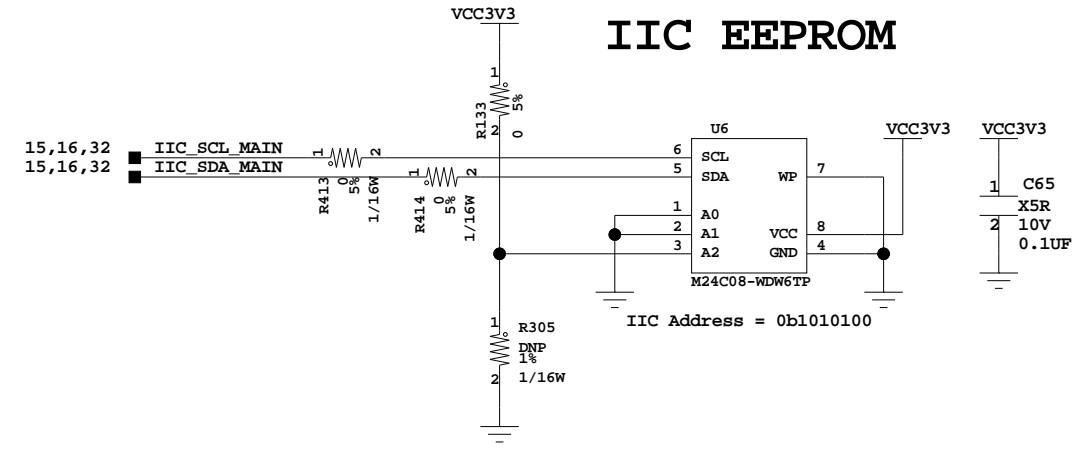 VCC3V3
IIC EEPROM
1
R133
5%
2
0
U6
VCC3V3
VCC3V3
15,16,32
IIC_SCL_MAIN
1
2
6
SCL
15,16,32
IIC_SDA_MAIN
1
2
5
SDA
WP
7
R413
0
5%
1/16W
R414
0
5%
1/16W
1
A0
2
A1
VCC
8
3
A2
GND
4
M24C08-WDW6TP
IIC Address = 0b1010100
1
C65
X5R
2
10V
0.1UF
1
R305
DNP
1%
2
1/16W